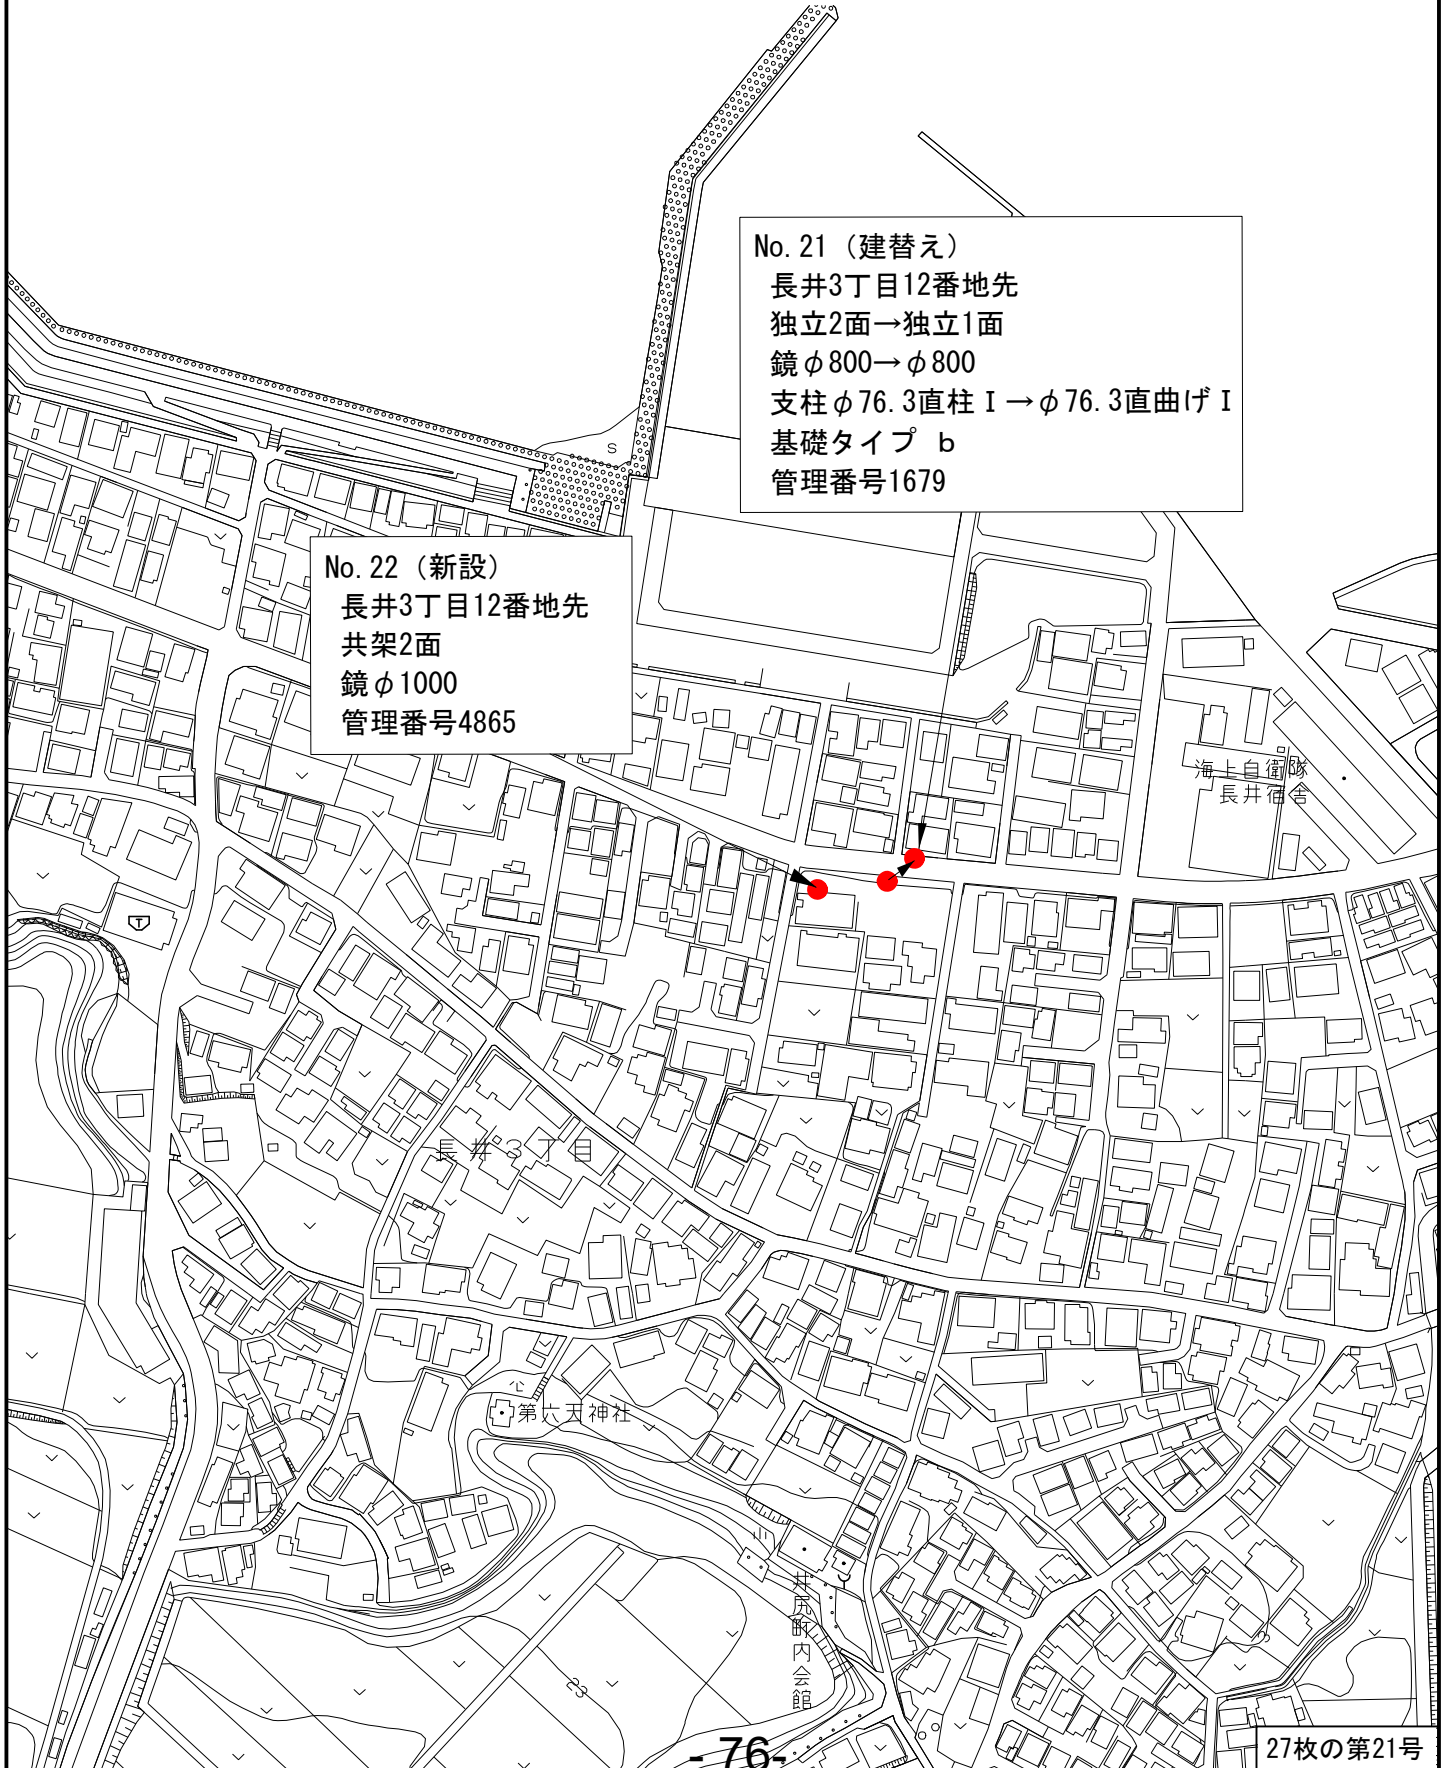 No.21（建替え）
長井3丁目12番地先
独立2面→独立1面
鏡φ800→φ800
支柱φ76.3直柱Ⅰ→φ76.3直曲げⅠ
基礎タイプ b
管理番号1679
S
No.22（新設）
長井3丁目12番地先
共架2面
鏡φ1000
管理番号4865
海上自衛隊
長井宿舎
T
長井3丁目
第六天神社
井尻町内会館
23
-76-
27枚の第21号